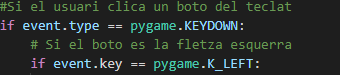 #Si el usuari clica un boto del teclat
if event.type == pygame.KEYDOWN:
# Si el boto es la fletza esquerra
if event.key == pygame.K_LEFT: